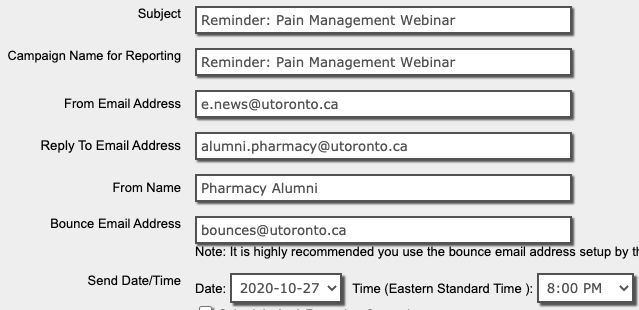 Subject Reminder: Pain Management Webinar
Campaign Name for Reporting Reminder: Pain Management Webinar
From Email Address e.news@utoronto.ca
Reply To Email Address alumni.pharmacy@utoronto.ca
From Name Pharmacy Alumni
Bounce Email Address bounces@utoronto.ca
Note: It is highly recommended you use the bounce email address setup by
Send Date/Time Date: 2020-10-27 Time (Eastern Standard Time ): 8:00 PM